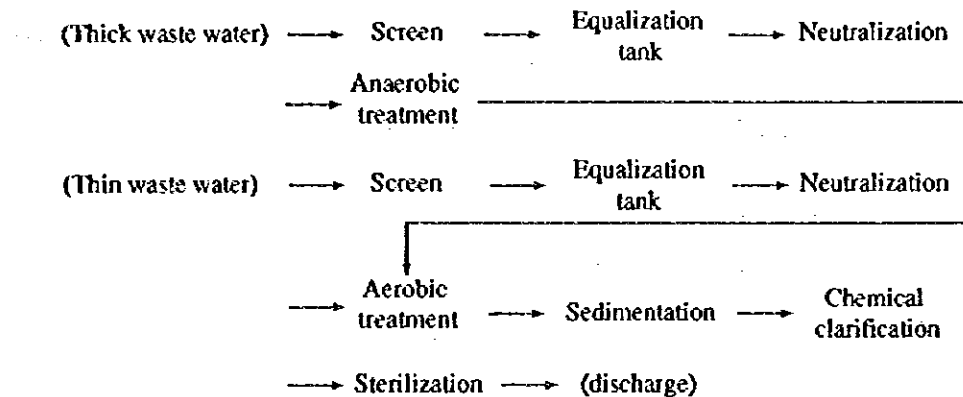 (Thick waste water) Screen Equalization tank Neutralization
Anaerobic treatment
(Thin waste water) Screen Equalization tank Neutralization
Aerobic treatment Sedimentation Chemical clarification
Sterilization (discharge)